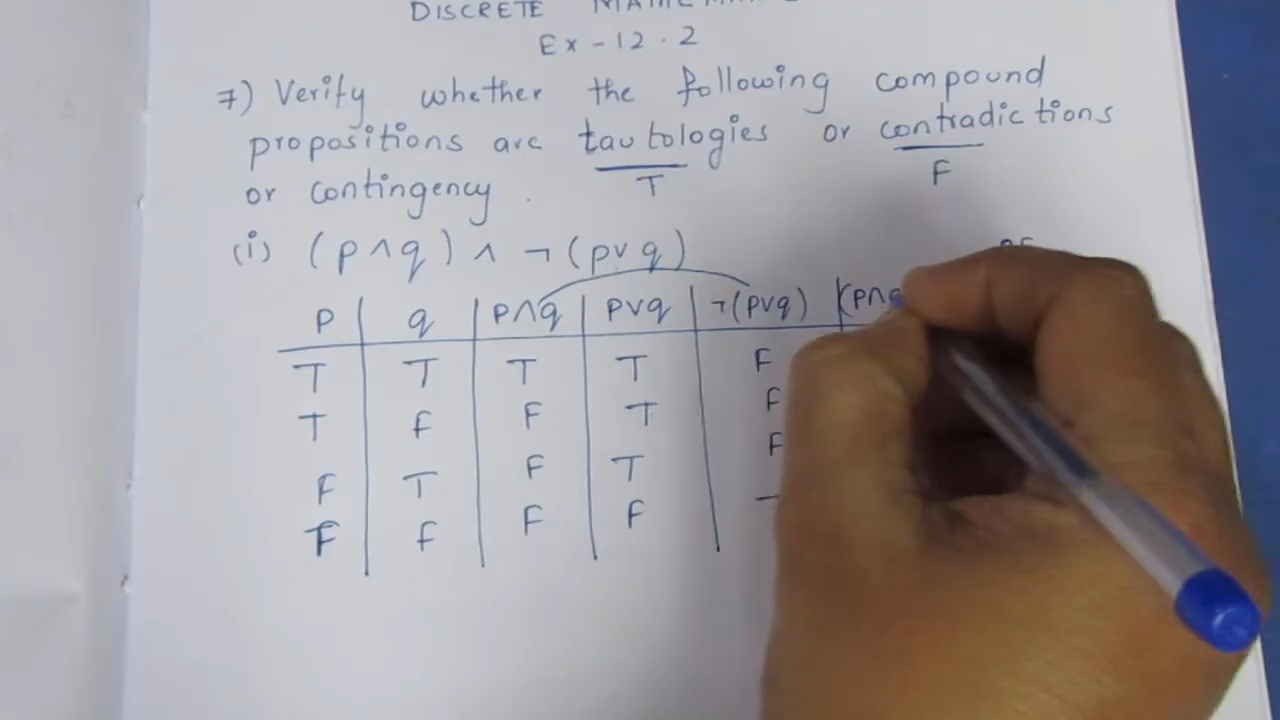 DISCRETE
Ex - 12.2
7) Verify whether the following compound
propositions are tautologies or contradictions
T F
or contingency.
(i) (p ∧ q) ∧ ¬ (p ∨ q)
p q p∧q p∨q ¬(p∨q) (p∧q
T T T T F
T F F T F
F T F T F
F F F F